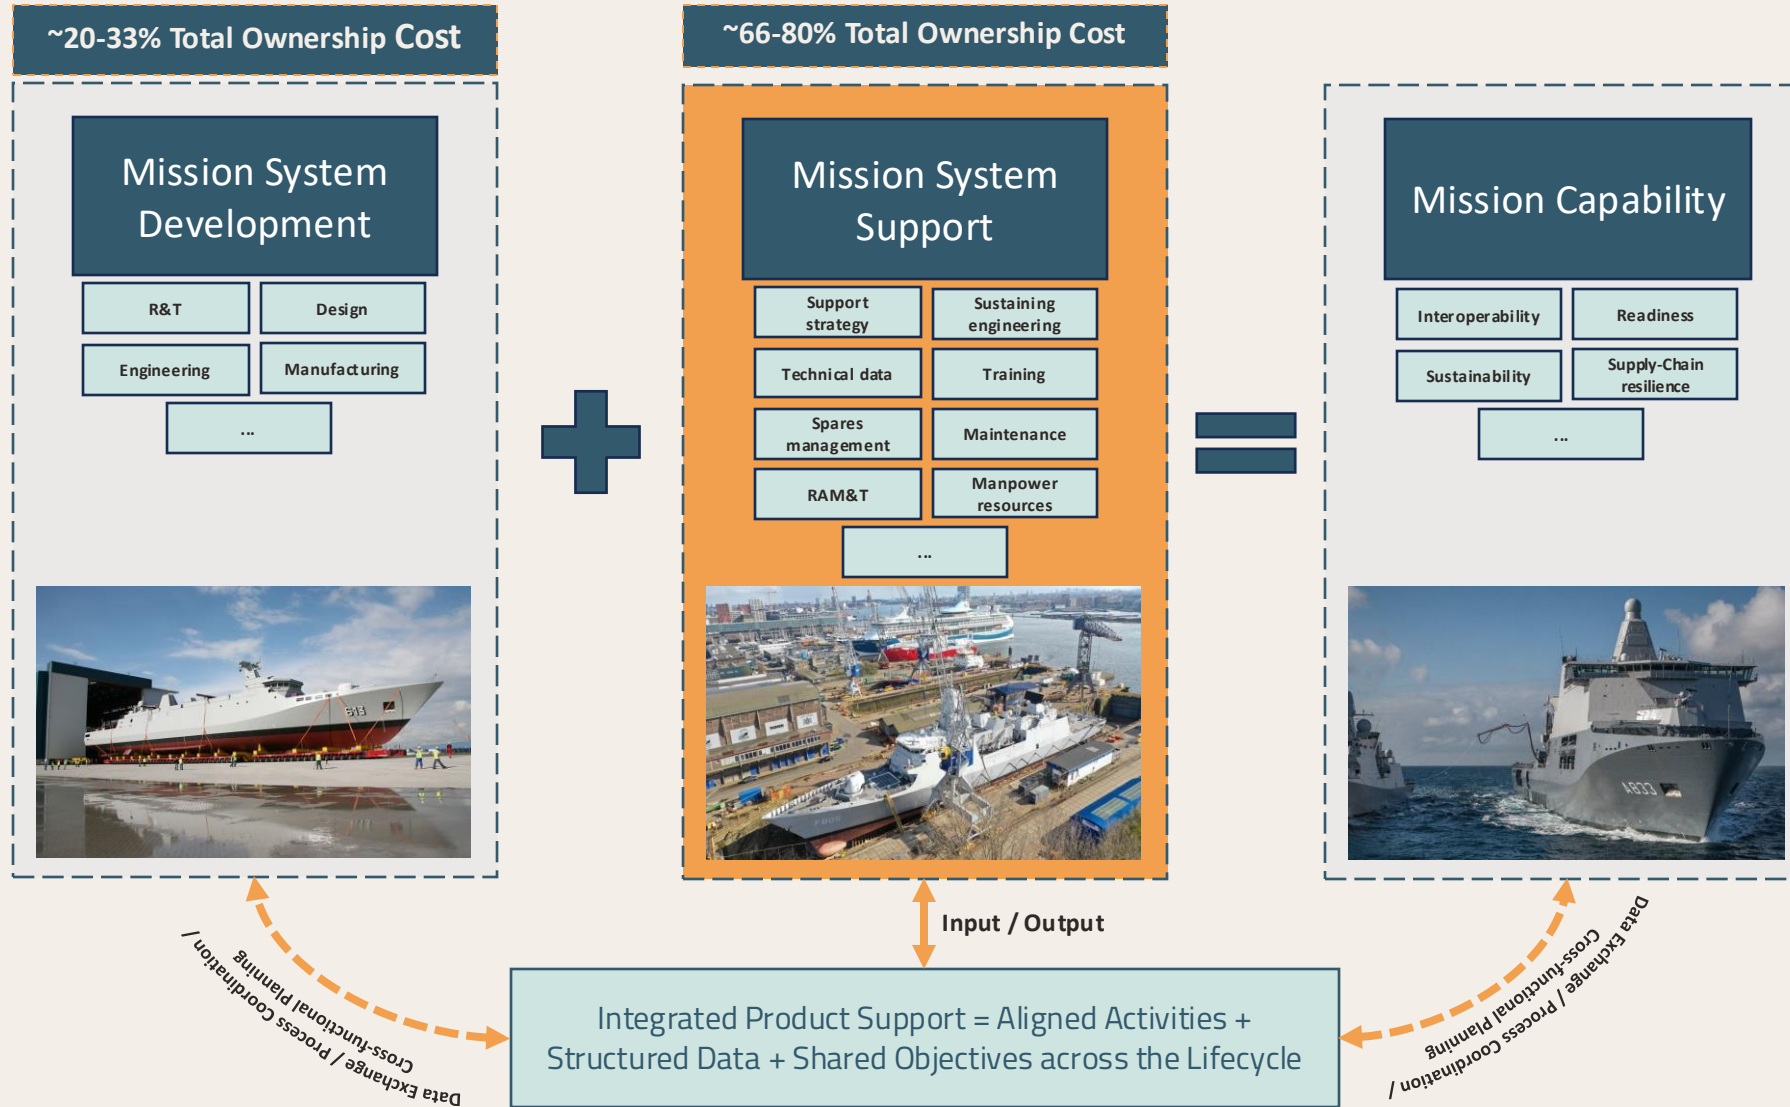 ~20-33% Total Ownership Cost
~66-80% Total Ownership Cost
Mission System
Development
R&T
Design
Engineering
Manufacturing
...
Mission System
Support
Support
strategy
Sustaining
engineering
Technical data
Training
Spares
management
Maintenance
RAM&T
Manpower
resources
...
Mission Capability
Interoperability
Readiness
Sustainability
Supply-Chain
resilience
...
613
F805
A833
Data Exchange / Process Coordination /
Cross-functional Planning
Input / Output
Data Exchange / Process Coordination /
Cross-functional Planning
Integrated Product Support = Aligned Activities +
Structured Data + Shared Objectives across the Lifecycle